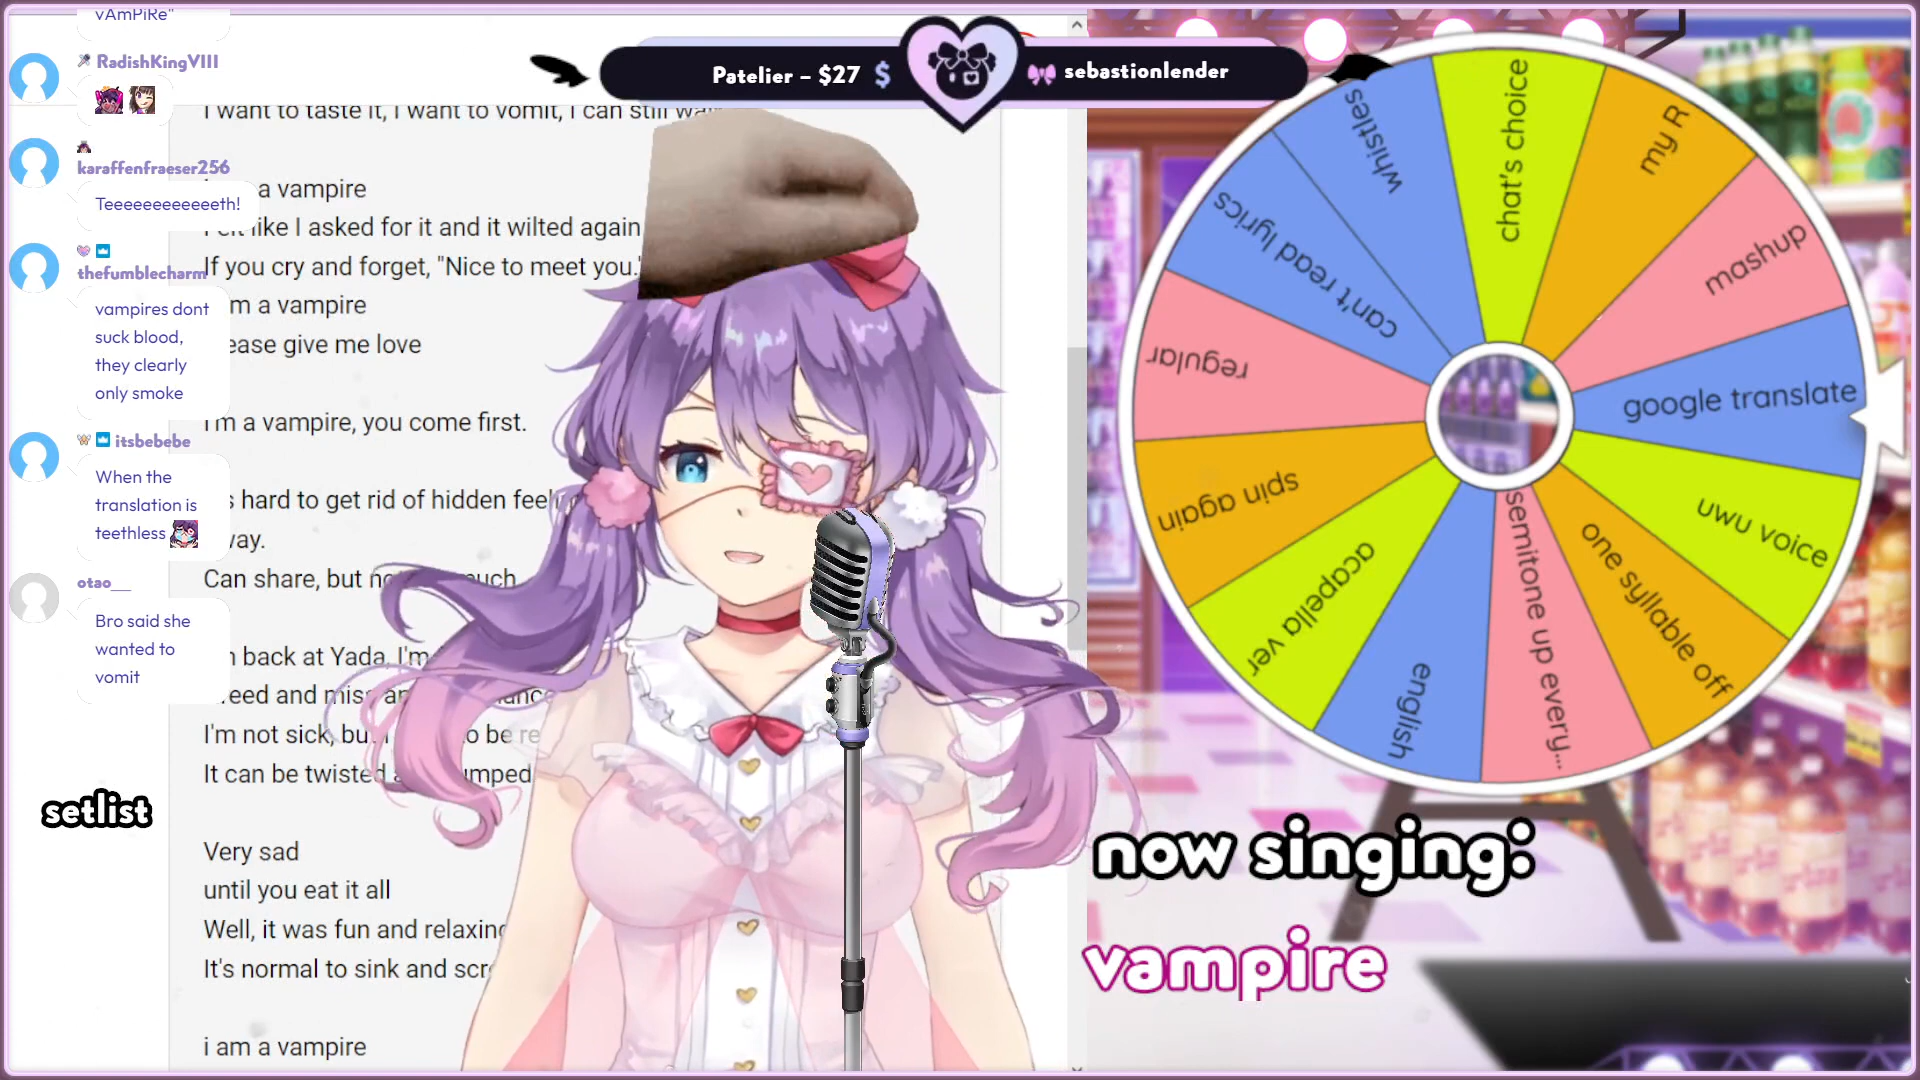 vAmPiRe"
RadishKingVIII
karaffenfraeser256
Teeeeeeeeeeeeth!
thefumblecharm
vampires dont
suck blood,
they clearly
only smoke
itsbebebe
When the
translation is
teethless
otao__
Bro said she
wanted to
vomit
setlist
Patelier – $27 $
sebastionlender
I want to taste it, I want to vomit, I can still
a vampire
like I asked for it and it wilted again
If you cry and forget, "Nice to meet you."
a vampire
give me love
I'm a vampire, you come first.
hard to get rid of hidden
Can share, but
back at Yada, I'm
and
I'm not sick,
It can be twisted
Very sad
until you eat it all
Well, it was fun and relaxing
It's normal to sink and
i am a vampire
whistles
chat's choice
my R
mashup
google translate
uwu voice
one syllable off
semitone up every...
english
acapella ver
spin again
regular
can't read lyrics
now singing:
vampire